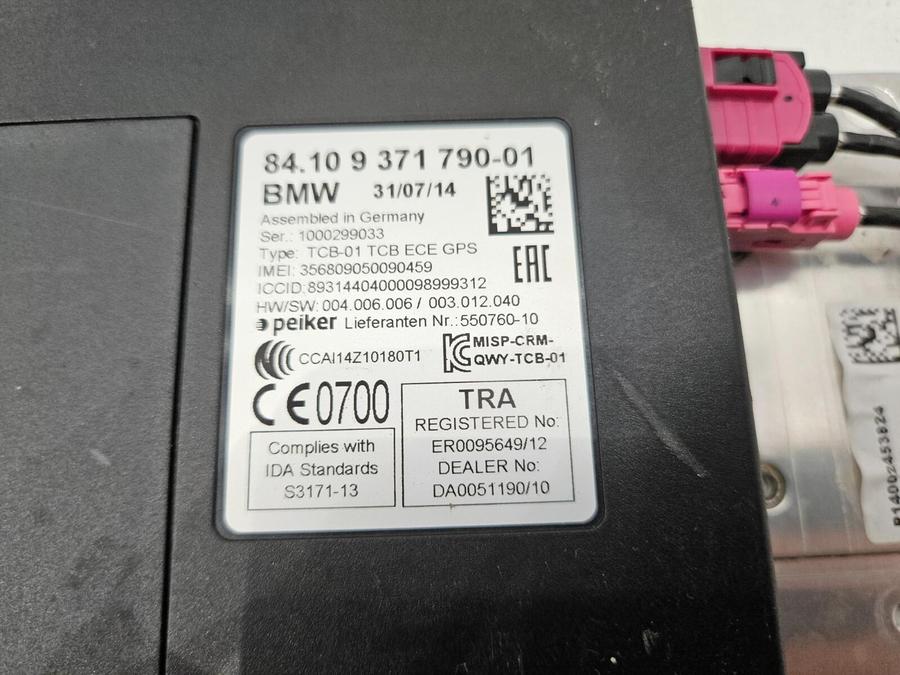 84.10 9 371 790-01
BMW 31/07/14
Assembled in Germany
Ser.: 1000299033
Type: TCB-01 TCB ECE GPS
IMEI: 356809050090459
ICCID: 89314404000098999312
HW/SW: 004.006.006 / 003.012.040
peiker Lieferanten Nr.: 550760-10
EAC
CCAI14Z10180T1
MISP-CRM-
QWY-TCB-01
CE0700
Complies with
IDA Standards
S3171-13
TRA
REGISTERED No:
ER0095649/12
DEALER No:
DA0051190/10